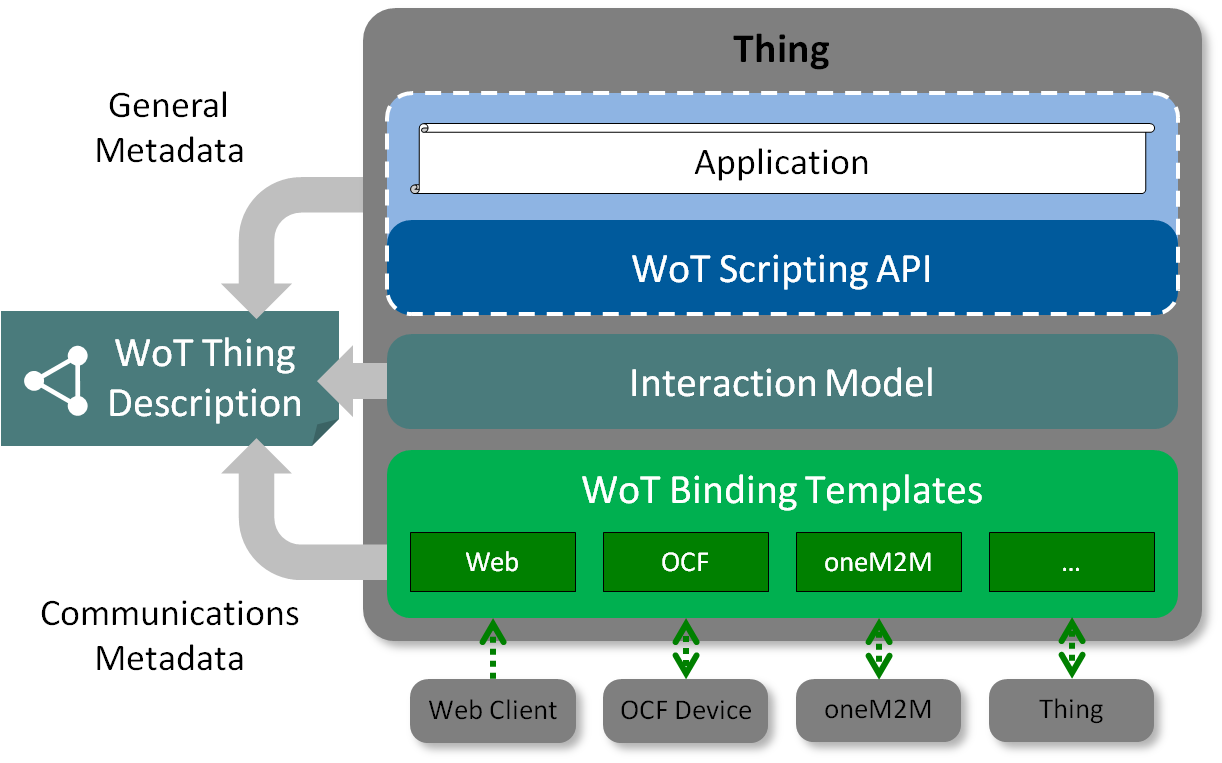 Thing
General
Metadata
Application
WoT Scripting API
WoT Thing
Description
Interaction Model
WoT Binding Templates
Web
OCF
oneM2M
...
Communications
Metadata
Web Client
OCF Device
oneM2M
Thing